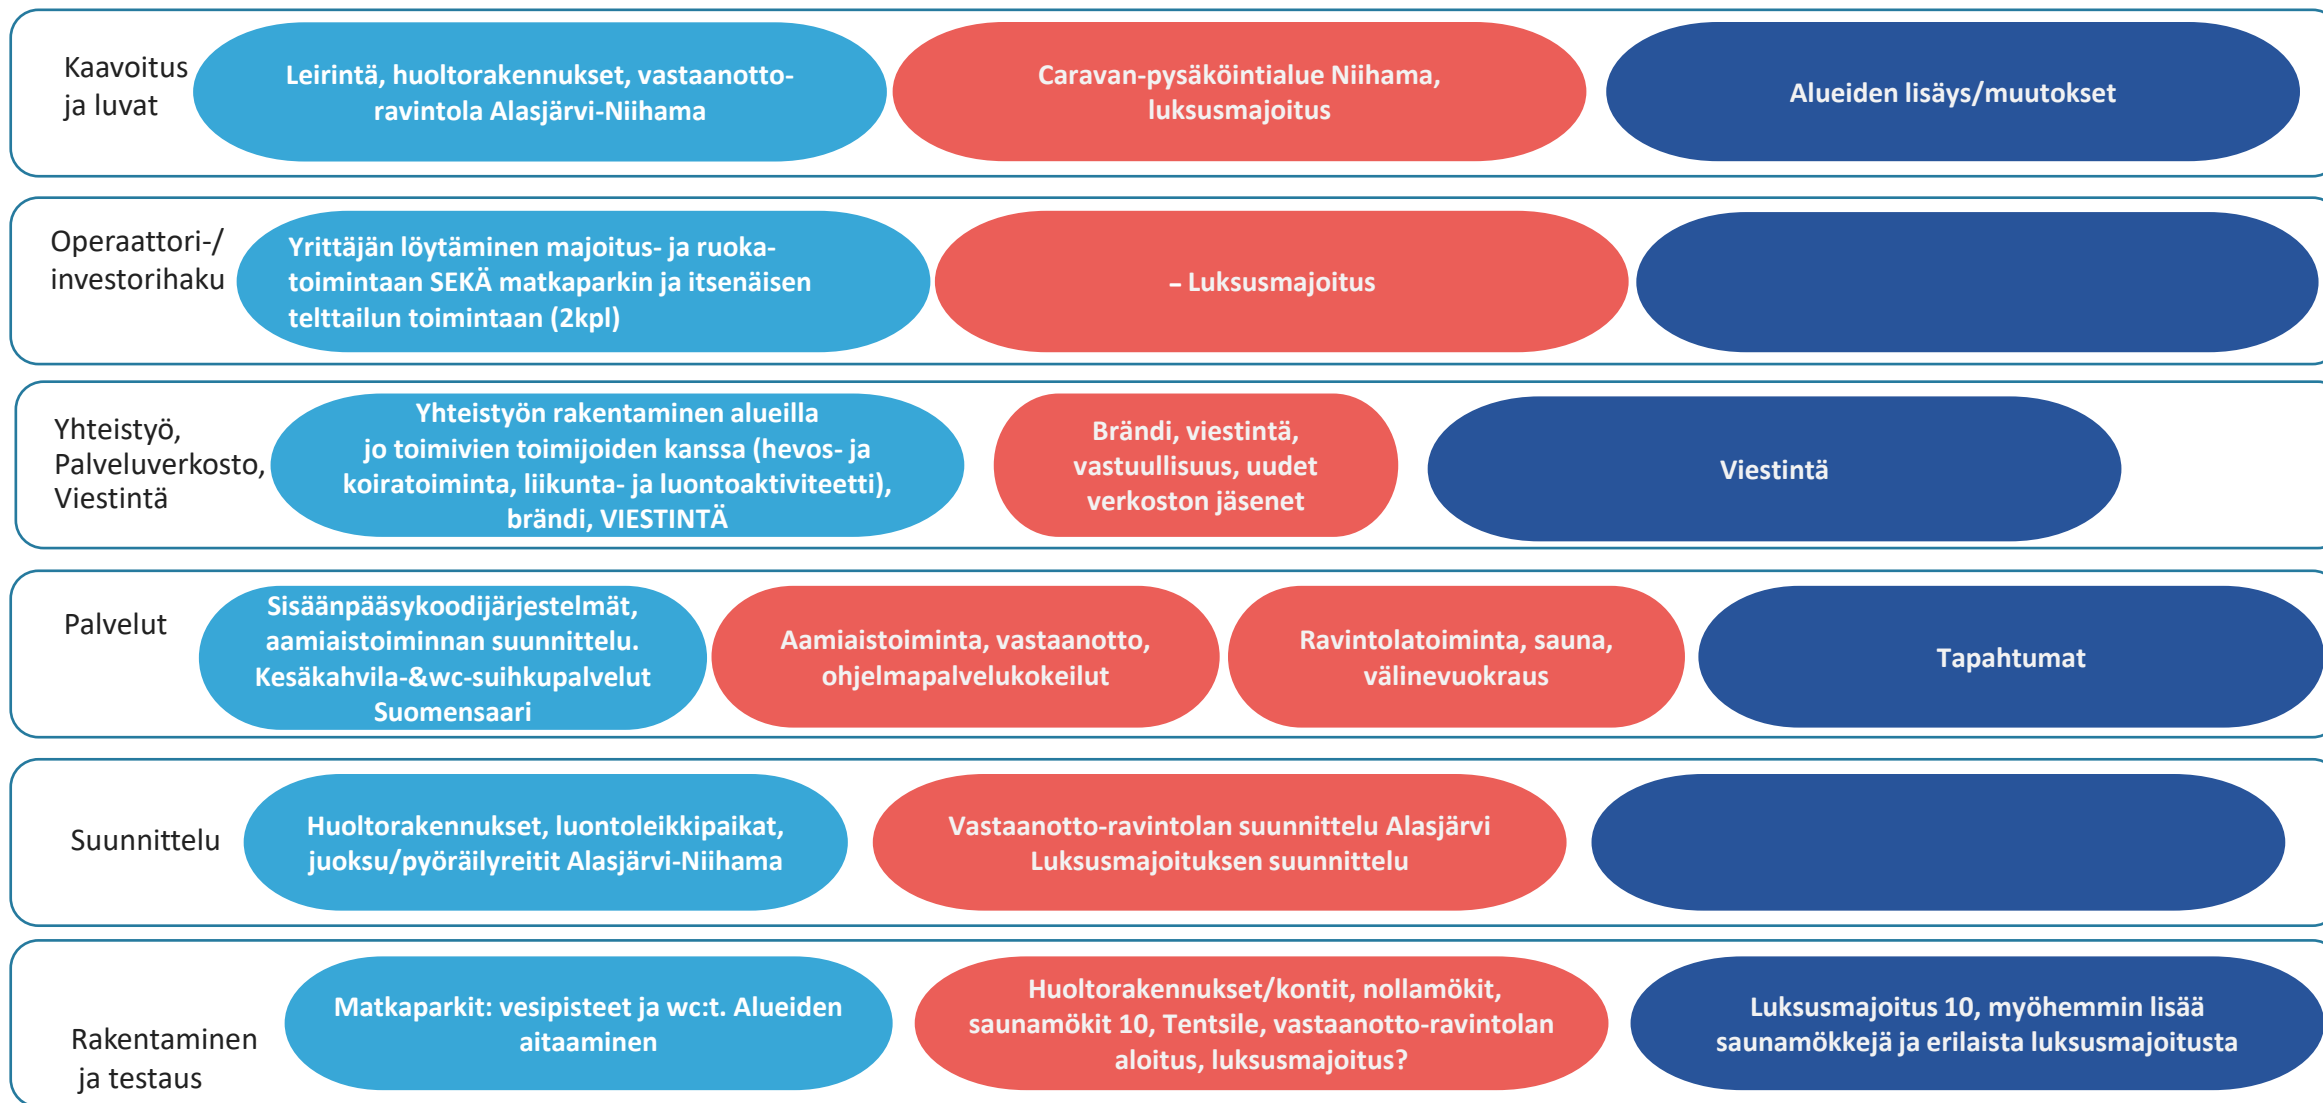 Kaavoitus
ja luvat
Leirintä, huoltorakennukset, vastaanotto-
ravintola Alasjärvi-Niihama
Caravan-pysäköintialue Niihama,
luksusmajoitus
Alueiden lisäys/muutokset
Operaattori-/
investorihaku
Yrittäjän löytäminen majoitus- ja ruoka-
toimintaan SEKÄ matkaparkin ja itsenäisen
telttailun toimintaan (2kpl)
– Luksusmajoitus
Yhteistyö,
Palveluverkosto,
Viestintä
Yhteistyön rakentaminen alueilla
jo toimivien toimijoiden kanssa (hevos- ja
koiratoiminta, liikunta- ja luontoaktiviteetti),
brändi, VIESTINTÄ
Brändi, viestintä,
vastuullisuus, uudet
verkoston jäsenet
Viestintä
Palvelut
Sisäänpääsykoodijärjestelmät,
aamiaistoiminnan suunnittelu.
Kesäkahvila-&wc-suihkupalvelut
Suomensaari
Aamiaistoiminta, vastaanotto,
ohjelmapalvelukokeilut
Ravintolatoiminta, sauna,
välinevuokraus
Tapahtumat
Suunnittelu
Huoltorakennukset, luontoleikkipaikat,
juoksu/pyöräilyreitit Alasjärvi-Niihama
Vastaanotto-ravintolan suunnittelu Alasjärvi
Luksusmajoituksen suunnittelu
Rakentaminen
ja testaus
Matkaparkit: vesipisteet ja wc:t. Alueiden
aitaaminen
Huoltorakennukset/kontit, nollamökit,
saunamökit 10, Tentsile, vastaanotto-ravintolan
aloitus, luksusmajoitus?
Luksusmajoitus 10, myöhemmin lisää
saunamökkejä ja erilaista luksusmajoitusta